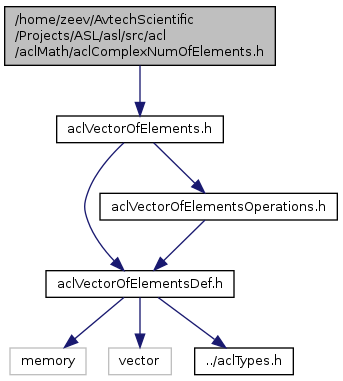 /home/zeev/AvtechScientific
/Projects/ASL/asl/src/acl
/aclMath/aclComplexNumOfElements.h
aclVectorOfElements.h
aclVectorOfElementsOperations.h
aclVectorOfElementsDef.h
memory
vector
../aclTypes.h